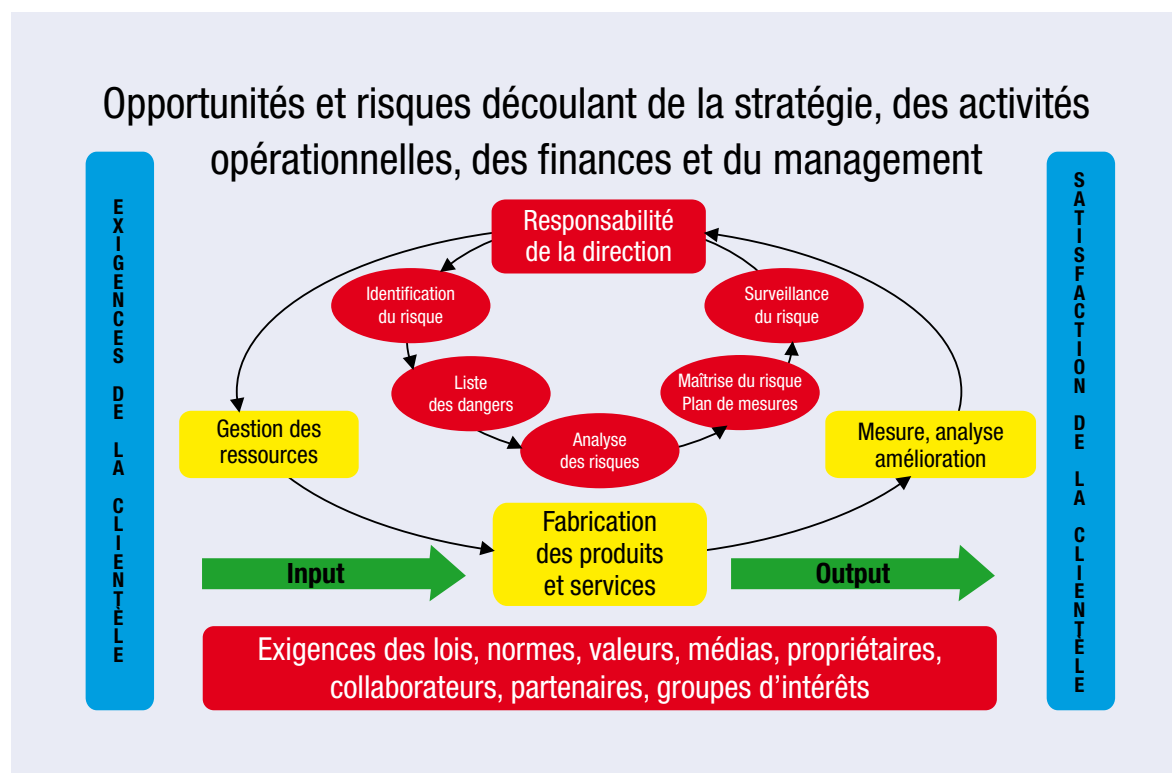 Opportunités et risques découlant de la stratégie, des activités
opérationnelles, des finances et du management
EXIGENCES DE LA CLIENTÈLE
Responsabilité
de la direction
Identification
du risque
Surveillance
du risque
Liste
des dangers
Maîtrise du risque
Plan de mesures
Analyse
des risques
Gestion des
ressources
Mesure, analyse
amélioration
Fabrication
des produits
et services
Input
Output
Exigences des lois, normes, valeurs, médias, propriétaires,
collaborateurs, partenaires, groupes d’intérêts
SATISFACTION DE LA CLIENTÈLE